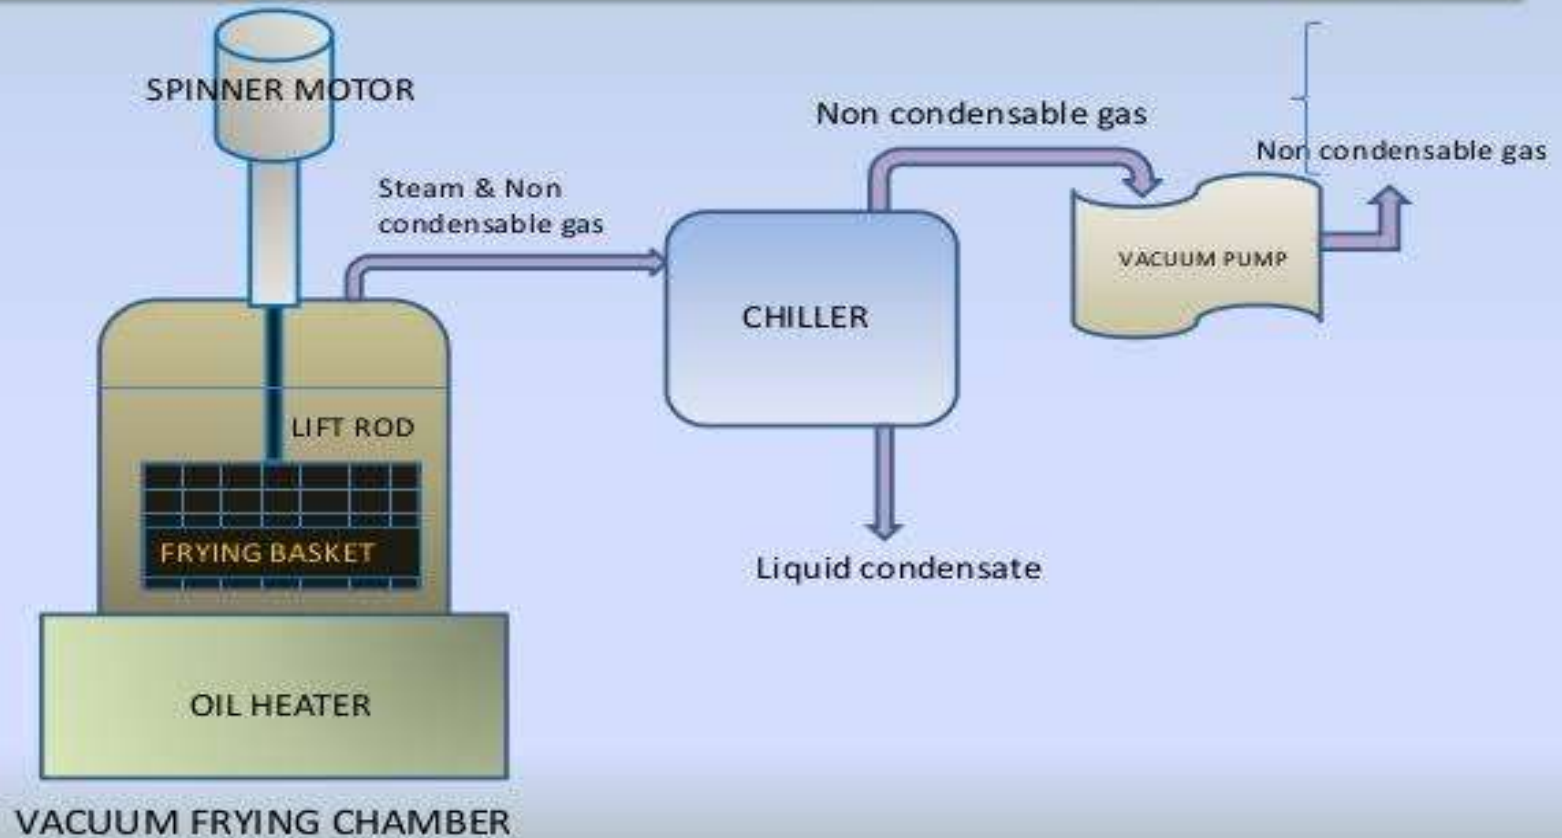 SPINNER MOTOR
Non condensable gas
Non condensable gas
Steam & Non
condensable gas
VACUUM PUMP
CHILLER
LIFT ROD
FRYING BASKET
Liquid condensate
OIL HEATER
VACUUM FRYING CHAMBER